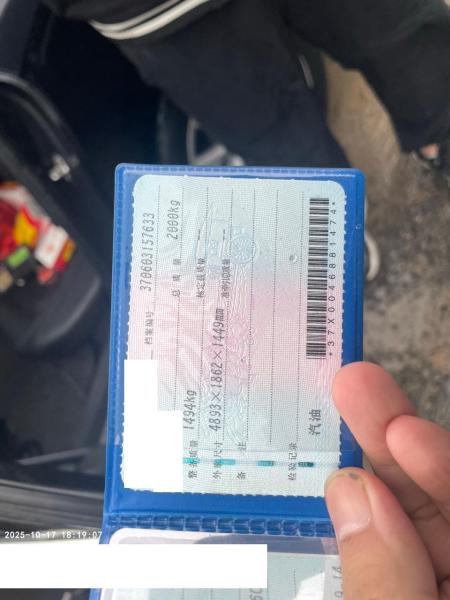 档案编号 370603157633
总质量 2000kg
整备质量 1494kg
核定载质量 --
外廓尺寸 4893×1862×1449mm
准牵引总质量 --
备注
检验记录
汽油
*37X0046881474*
2025-10-17 18:19:07